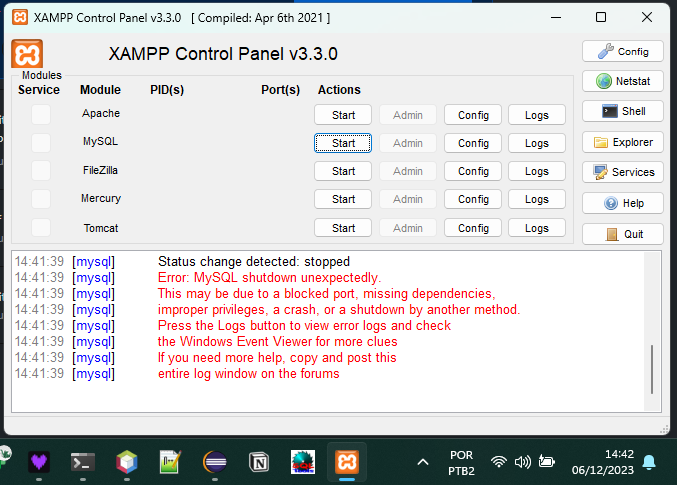 XAMPP Control Panel v3.3.0 [ Compiled: Apr 6th 2021 ]
XAMPP Control Panel v3.3.0
Config
Modules
Service Module PID(s) Port(s) Actions
Netstat
Apache Start Admin Config Logs
Shell
MySQL Start Admin Config Logs
Explorer
FileZilla Start Admin Config Logs
Services
Mercury Start Admin Config Logs
Help
Tomcat Start Admin Config Logs
Quit
14:41:39 [mysql] Status change detected: stopped
14:41:39 [mysql] Error: MySQL shutdown unexpectedly.
14:41:39 [mysql] This may be due to a blocked port, missing dependencies,
14:41:39 [mysql] improper privileges, a crash, or a shutdown by another method.
14:41:39 [mysql] Press the Logs button to view error logs and check
14:41:39 [mysql] the Windows Event Viewer for more clues
14:41:39 [mysql] If you need more help, copy and post this
14:41:39 [mysql] entire log window on the forums
POR
PTB2
14:42
06/12/2023